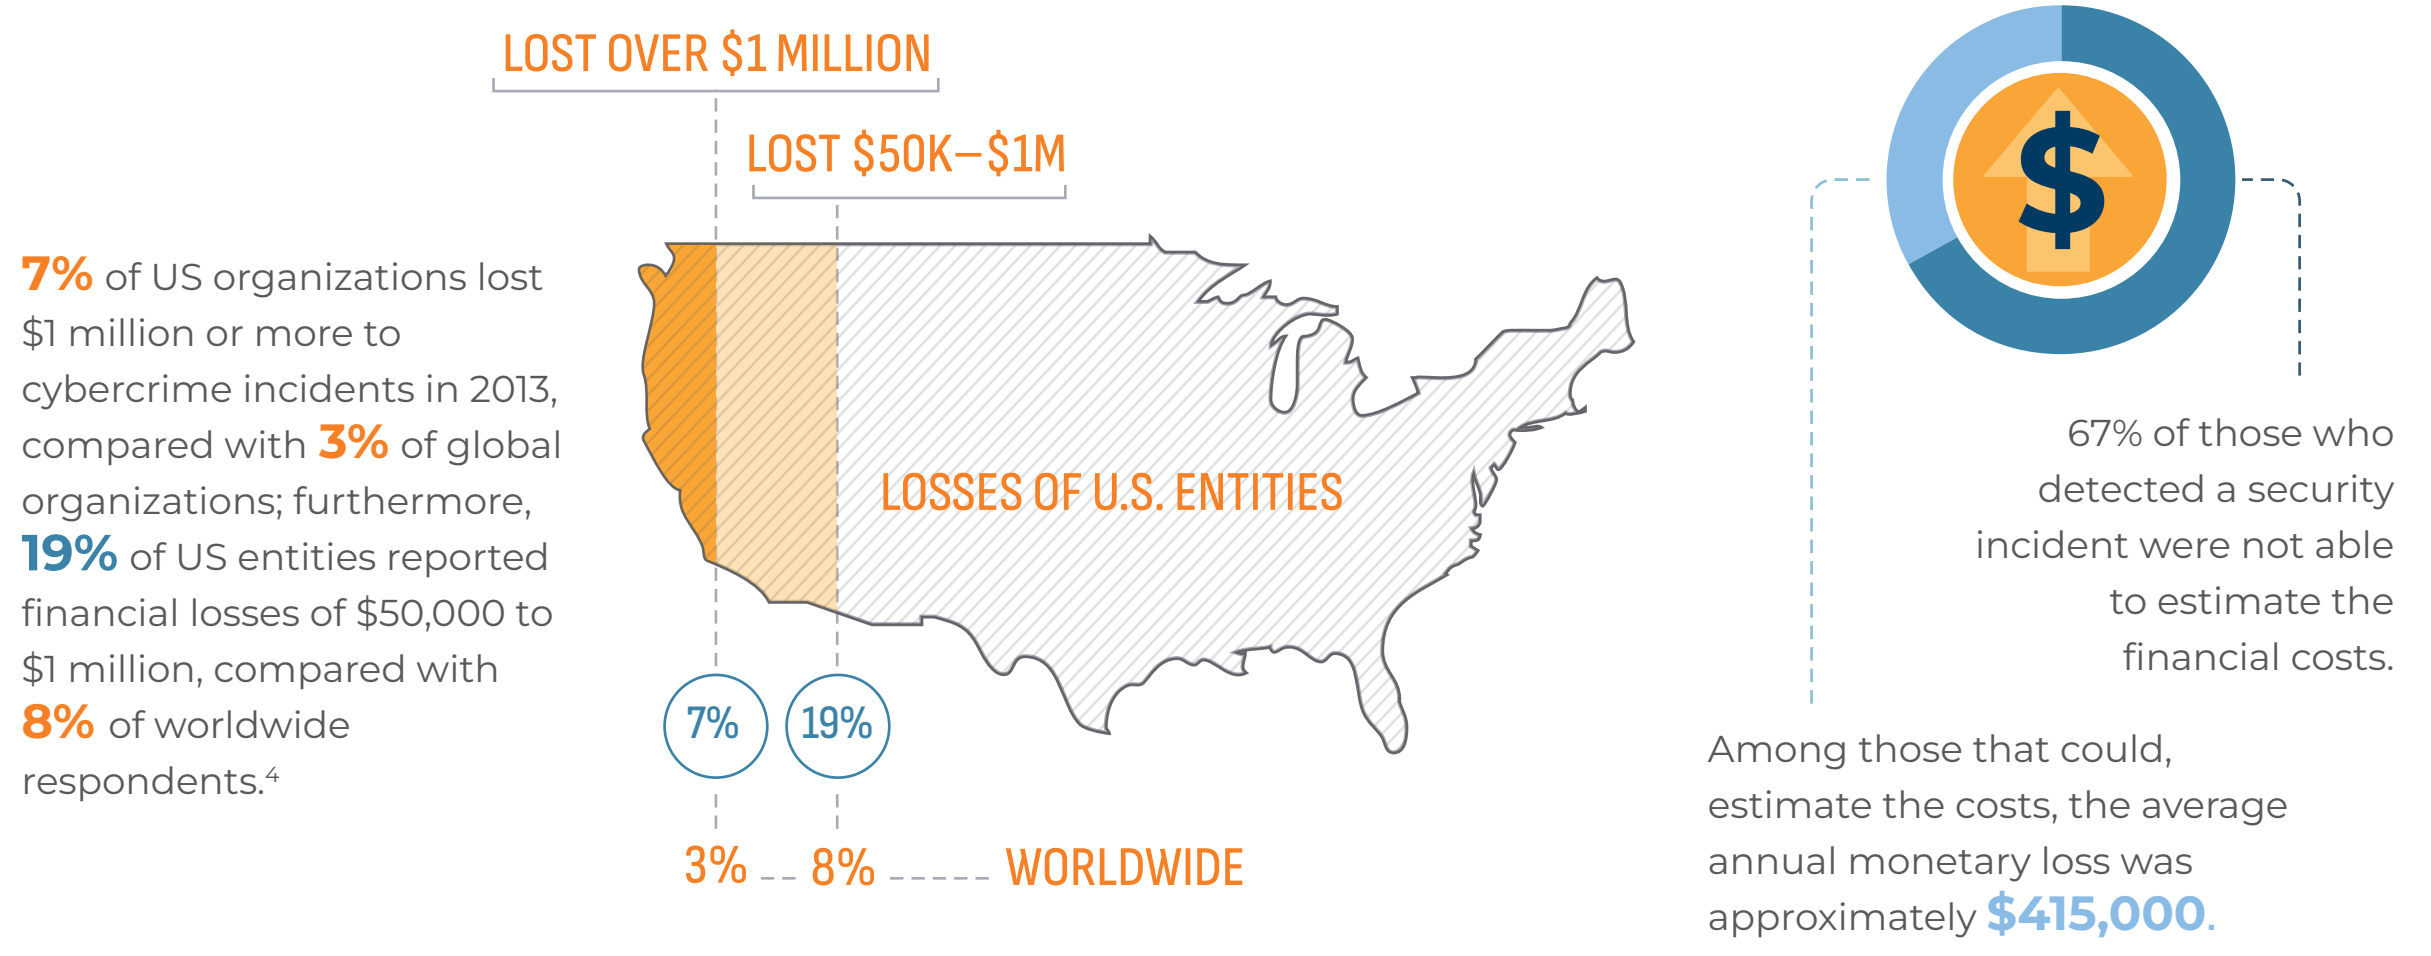 LOST OVER $1 MILLION
LOST $50K–$1M
7% of US organizations lost
$1 million or more to
cybercrime incidents in 2013,
compared with 3% of global
organizations; furthermore,
19% of US entities reported
financial losses of $50,000 to
$1 million, compared with
8% of worldwide
respondents.4
LOSSES OF U.S. ENTITIES
7% 19%
3% 8% WORLDWIDE
$
67% of those who
detected a security
incident were not able
to estimate the
financial costs.
Among those that could,
estimate the costs, the average
annual monetary loss was
approximately $415,000.